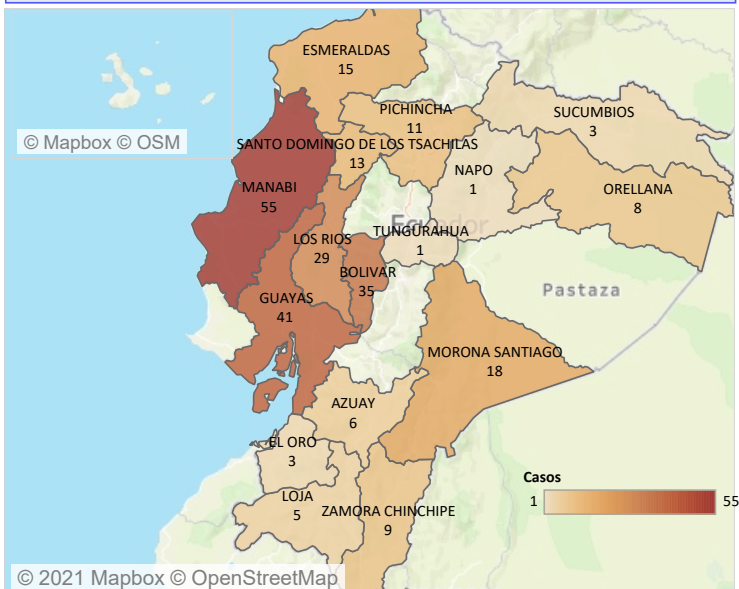 ESMERALDAS
15
PICHINCHA
11
SUCUMBIOS
3
© Mapbox © OSM
SANTO DOMINGO DE LOS TSACHILAS
13
NAPO
1
MANABI
55
ORELLANA
8
Ecuador
TUNGURAHUA
1
LOS RIOS
29
BOLIVAR
35
GUAYAS
41
Pastaza
MORONA SANTIAGO
18
AZUAY
6
EL ORO
3
LOJA
5
ZAMORA CHINCHIPE
9
Casos
1 55
© 2021 Mapbox © OpenStreetMap